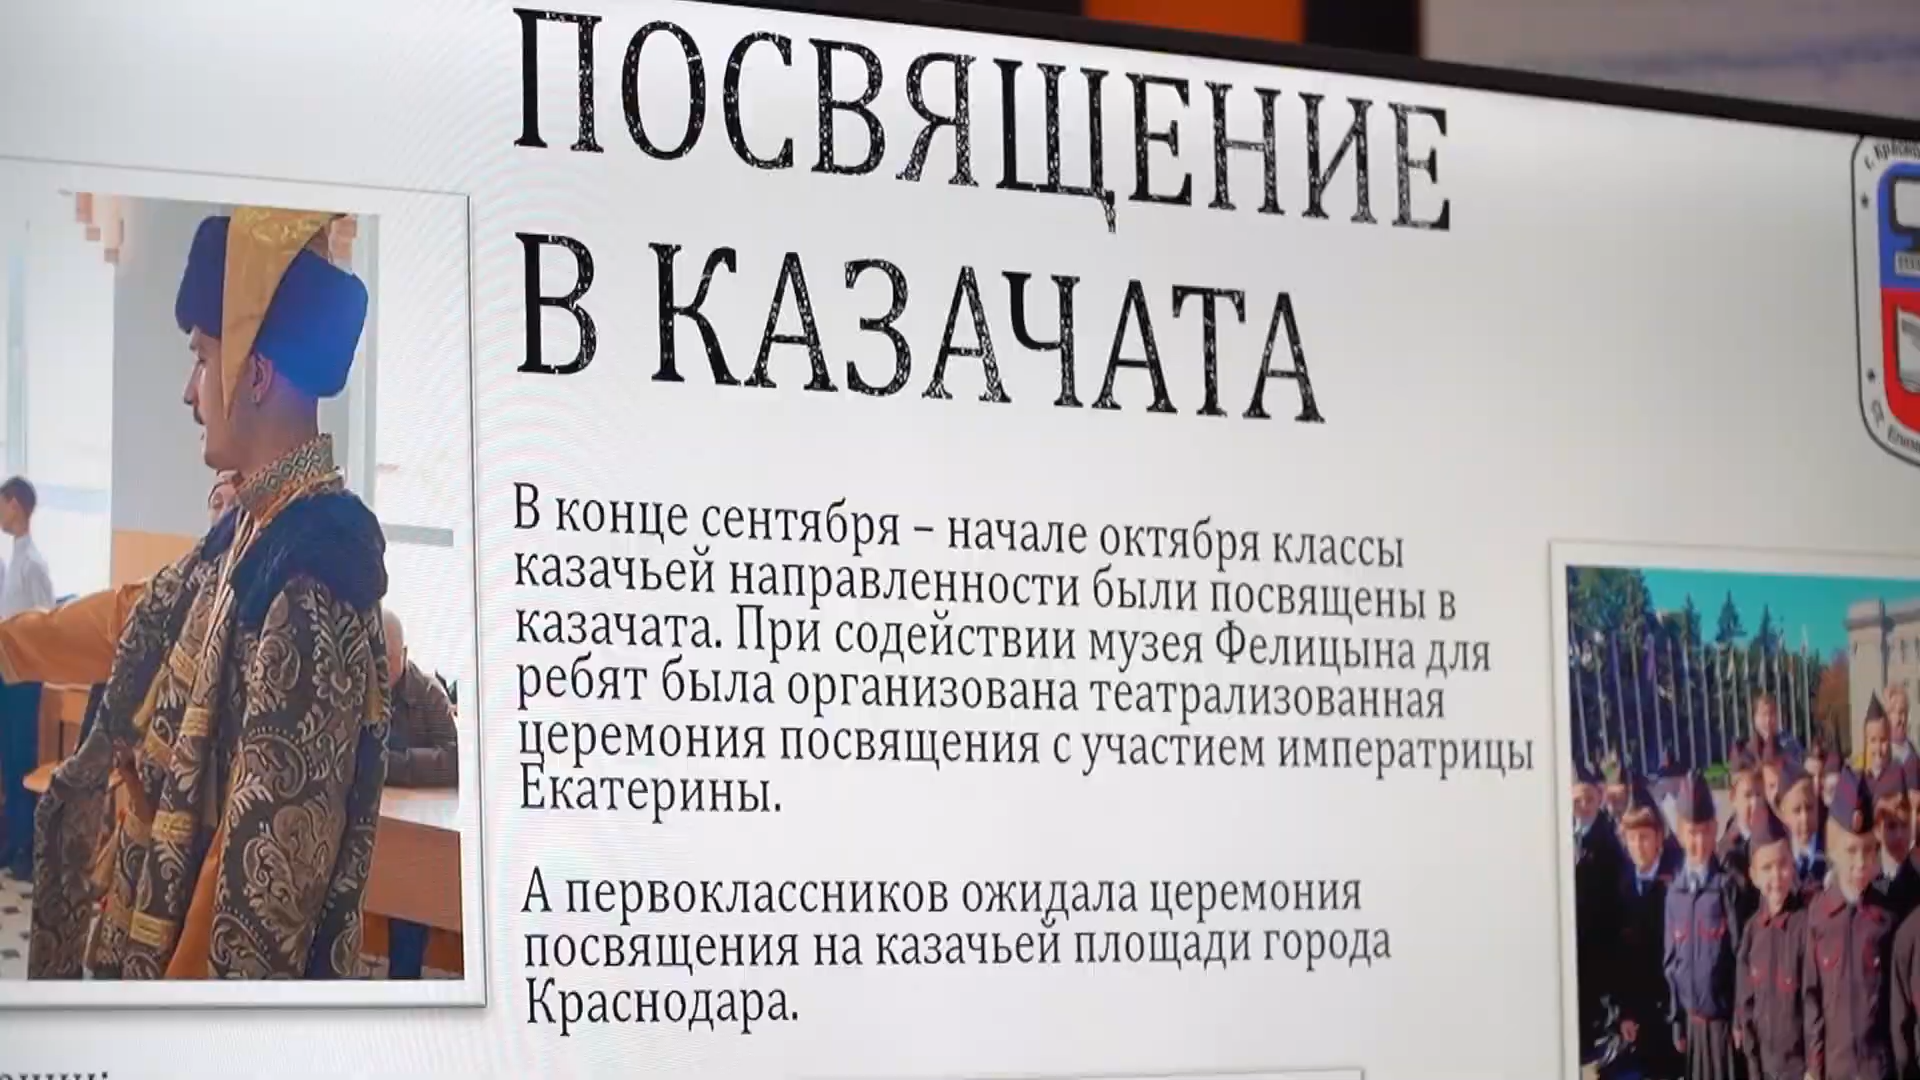 ПОСВЯЩЕНИЕ
В КАЗАЧАТА
В конце сентября – начале октября классы
казачьей направленности были посвящены в
казачата. При содействии музея Фелицына для
ребят была организована театрализованная
церемония посвящения с участием императрицы
Екатерины.
А первоклассников ожидала церемония
посвящения на казачьей площади города
Краснодара.